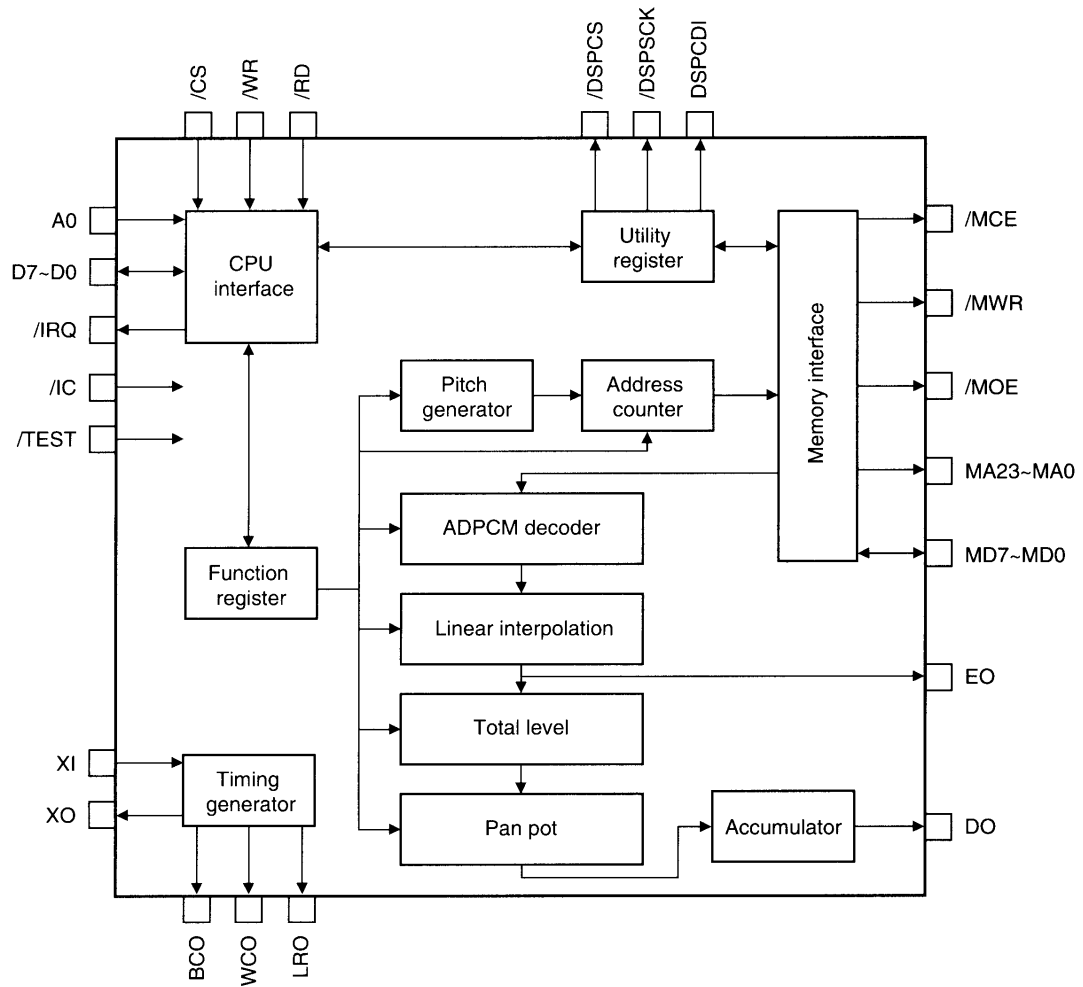 /CS
/WR
/RD
/DSPCS
/DSPSCK
DSPCDI
A0
D7~D0
/IRQ
/IC
/TEST
CPU
interface
Utility
register
Memory interface
/MCE
/MWR
/MOE
MA23~MA0
MD7~MD0
Pitch
generator
Address
counter
ADPCM decoder
Function
register
Linear interpolation
EO
Total level
XI
XO
Timing
generator
Pan pot
Accumulator
DO
BCO
WCO
LRO